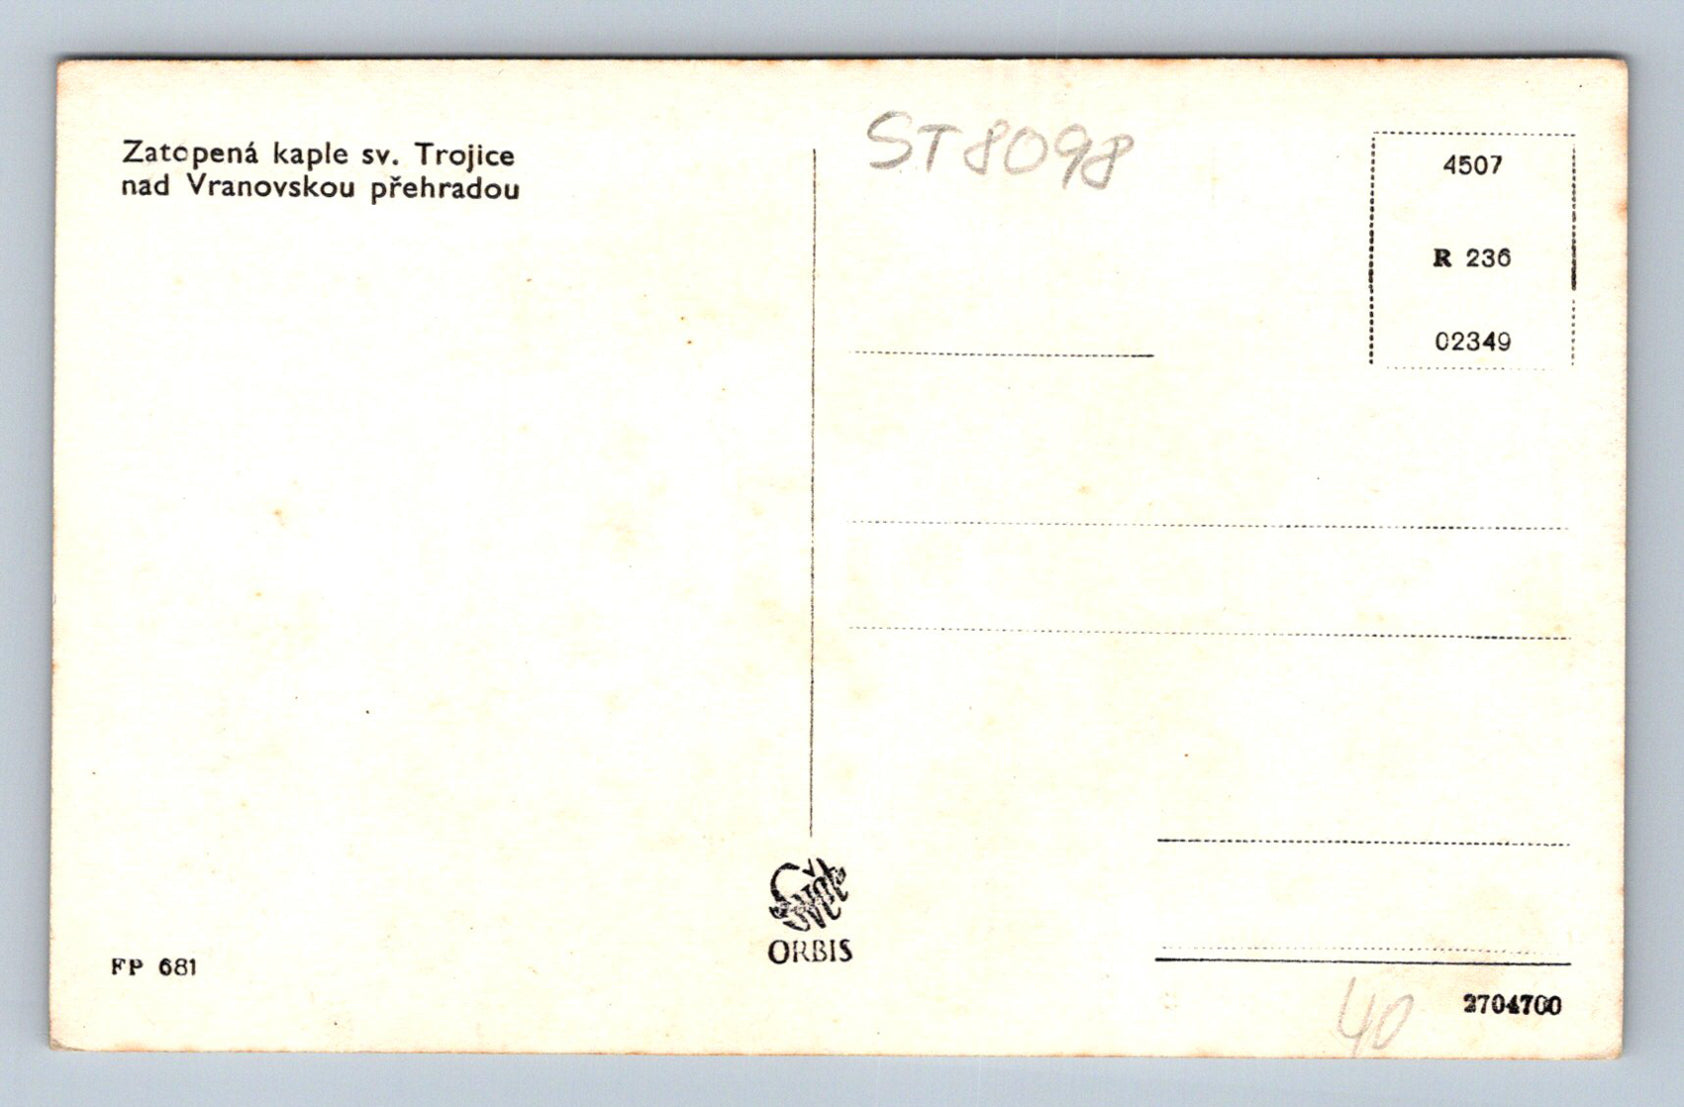 Zatopená kaple sv. Trojice
nad Vranovskou přehradou
ST8098
4507
R 236
02349
ORBIS
FP 681
40
2704700